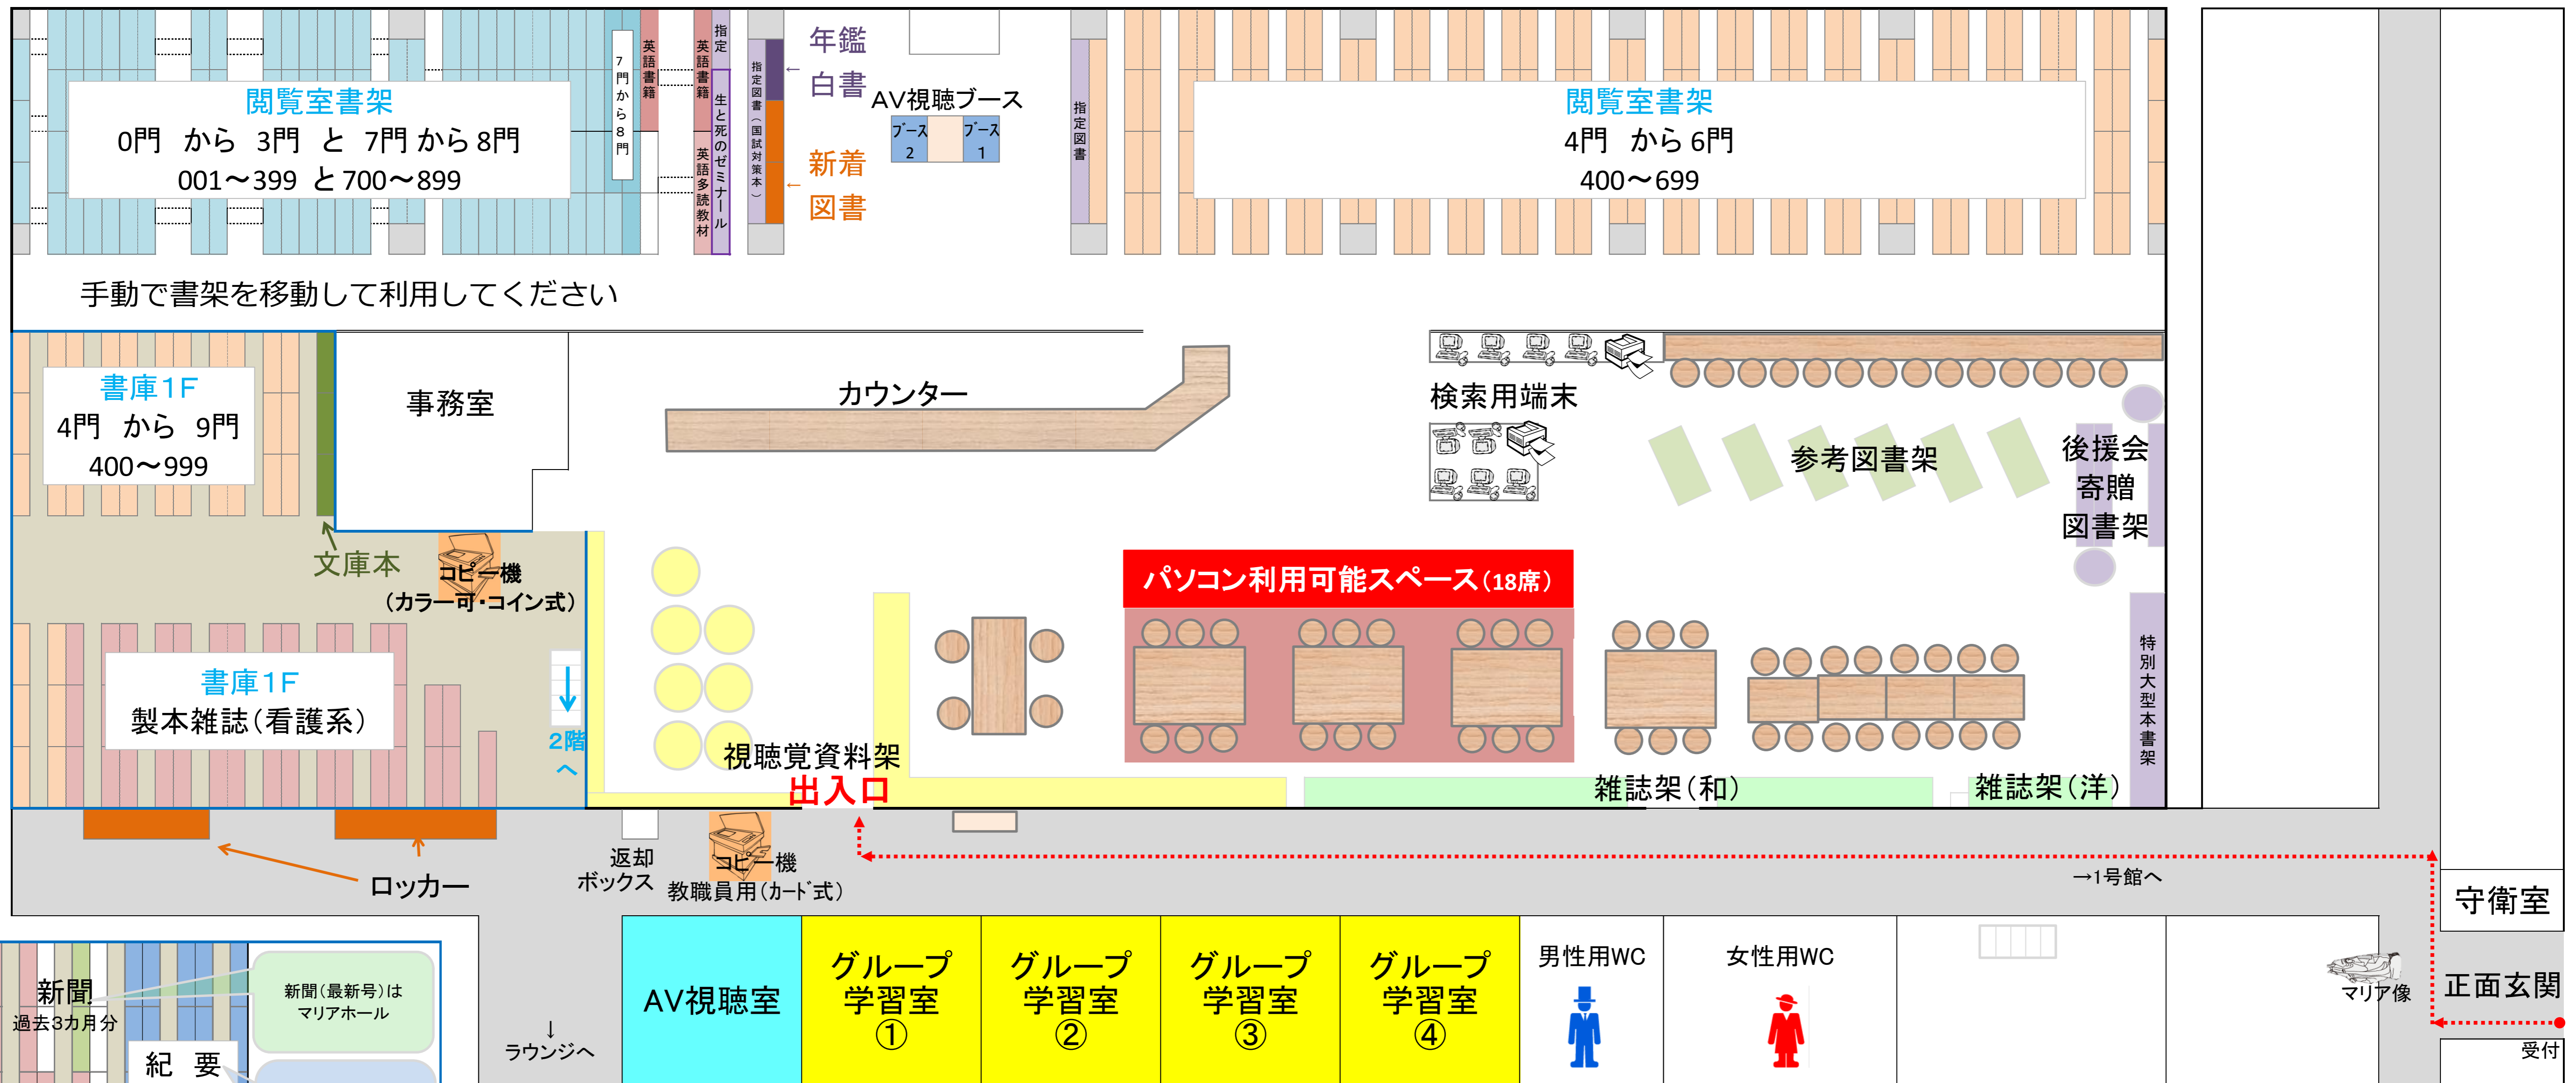 閲覧室書架
0門 から 3門 と 7門から8門
001～399 と700～899
7門から8門
英語書籍
英語書籍
英語多読教材
指定
生と死のゼミナール
指定図書(国試対策本)
年鑑
白書
←
新着
図書
←
AV視聴ブース
ブース
2
ブース
1
指定図書
閲覧室書架
4門 から 6門
400～699
手動で書架を移動して利用してください
書庫1F
4門 から 9門
400～999
事務室
カウンター
検索用端末
参考図書架
後援会
寄贈
図書架
文庫本
コピー機
(カラー可・コイン式)
パソコン利用可能スペース(18席)
書庫1F
製本雑誌(看護系)
2階
へ
視聴覚資料架
出入口
雑誌架(和)
雑誌架(洋)
特別大型本書架
ロッカー
返却
ボックス
コピー機
教職員用(カード式)
→1号館へ
守衛室
新聞
過去3カ月分
新聞(最新号)は
マリアホール
紀 要
↓
ラウンジへ
AV視聴室
グループ
学習室
①
グループ
学習室
②
グループ
学習室
③
グループ
学習室
④
男性用WC
女性用WC
マリア像
正面玄関
受付